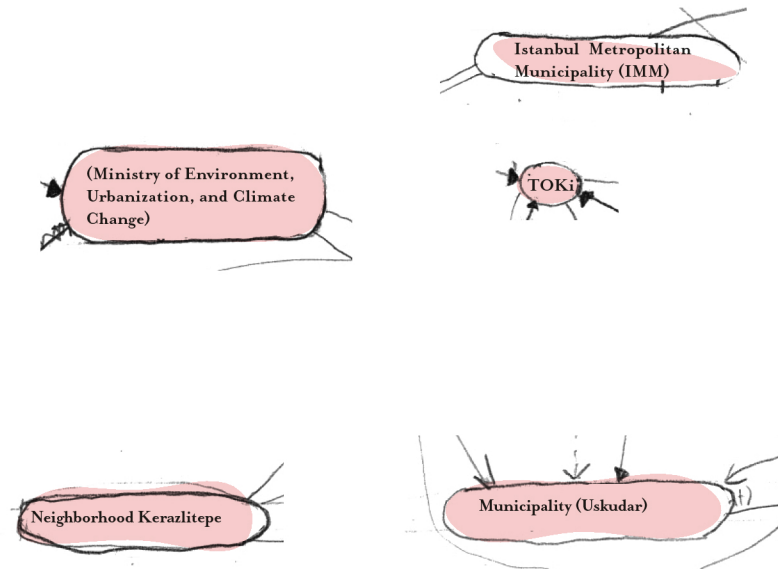 Istanbul Metropolitan
Municipality (IMM)
(Ministry of Environment,
Urbanization, and Climate
Change)
TOKi
Neighborhood Kerazlitepe
Municipality (Uskudar)